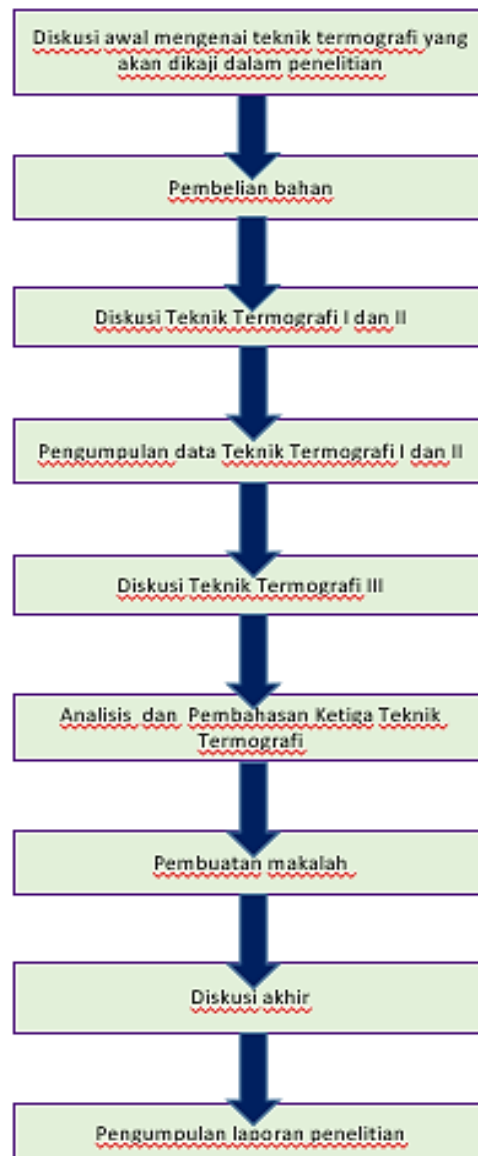 Diskusi awal mengenai teknik termografi yang
akan dikaji dalam penelitian
Pembelian bahan
Diskusi Teknik Termografi I dan II
Pengumpulan data Teknik Termografi I dan II
Diskusi Teknik Termografi III
Analisis dan Pembahasan Ketiga Teknik
Termografi
Pembuatan makalah
Diskusi akhir
Pengumpulan laporan penelitian